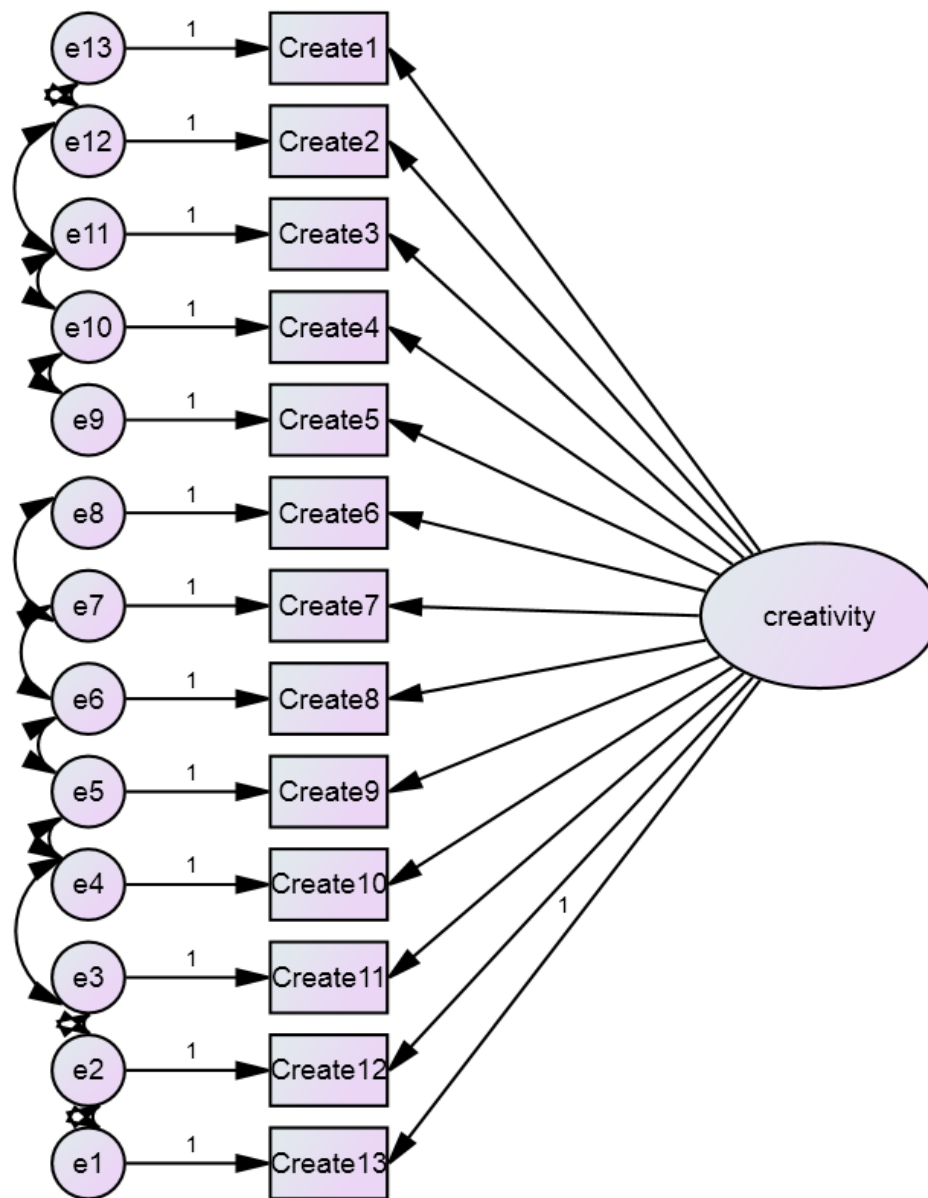 e13 1 Create1
e12 1 Create2
e11 1 Create3
e10 1 Create4
e9 1 Create5
e8 1 Create6
e7 1 Create7
creativity
e6 1 Create8
e5 1 Create9
e4 1 Create10
1
e3 1 Create11
e2 1 Create12
e1 1 Create13